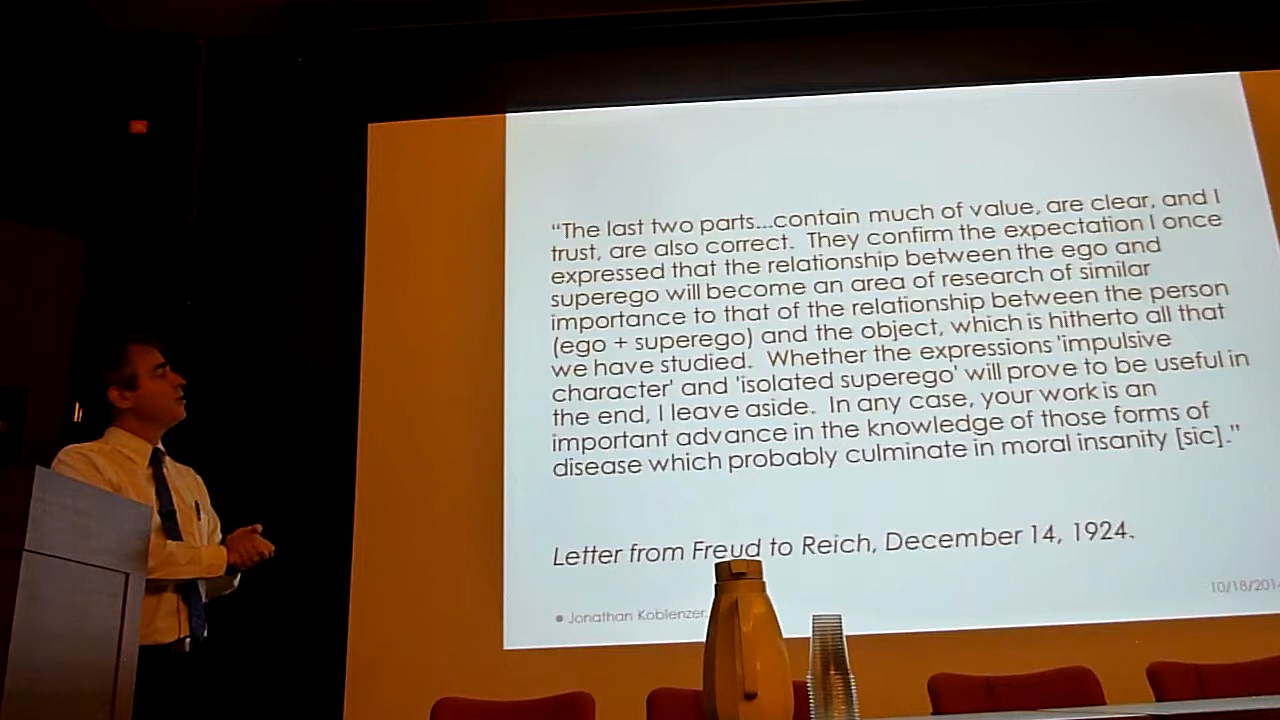 “The last two parts...contain much of value, are clear, and I
trust, are also correct. They confirm the expectation I once
expressed that the relationship between the ego and
superego will become an area of research of similar
importance to that of the relationship between the person
(ego + superego) and the object, which is hitherto all that
we have studied. Whether the expressions 'impulsive
character' and 'isolated superego' will prove to be useful in
the end, I leave aside. In any case, your work is an
important advance in the knowledge of those forms of
disease which probably culminate in moral insanity [sic].”
Letter from Freud to Reich, December 14, 1924.
• Jonathan Koblenzer
10/18/2014